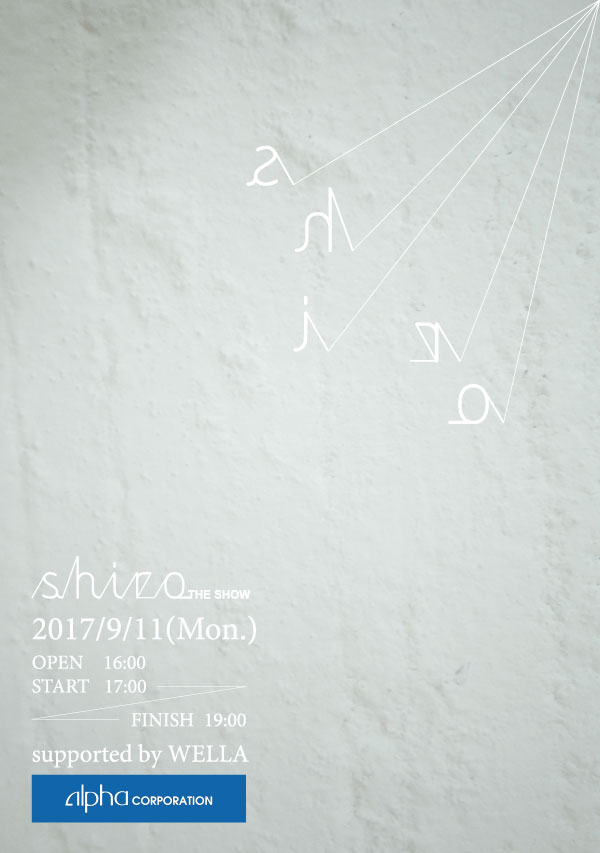 s
h
i
r
o
shiro THE SHOW
2017/9/11(Mon.)
OPEN 16:00
START 17:00
FINISH 19:00
supported by WELLA
alpha CORPORATION